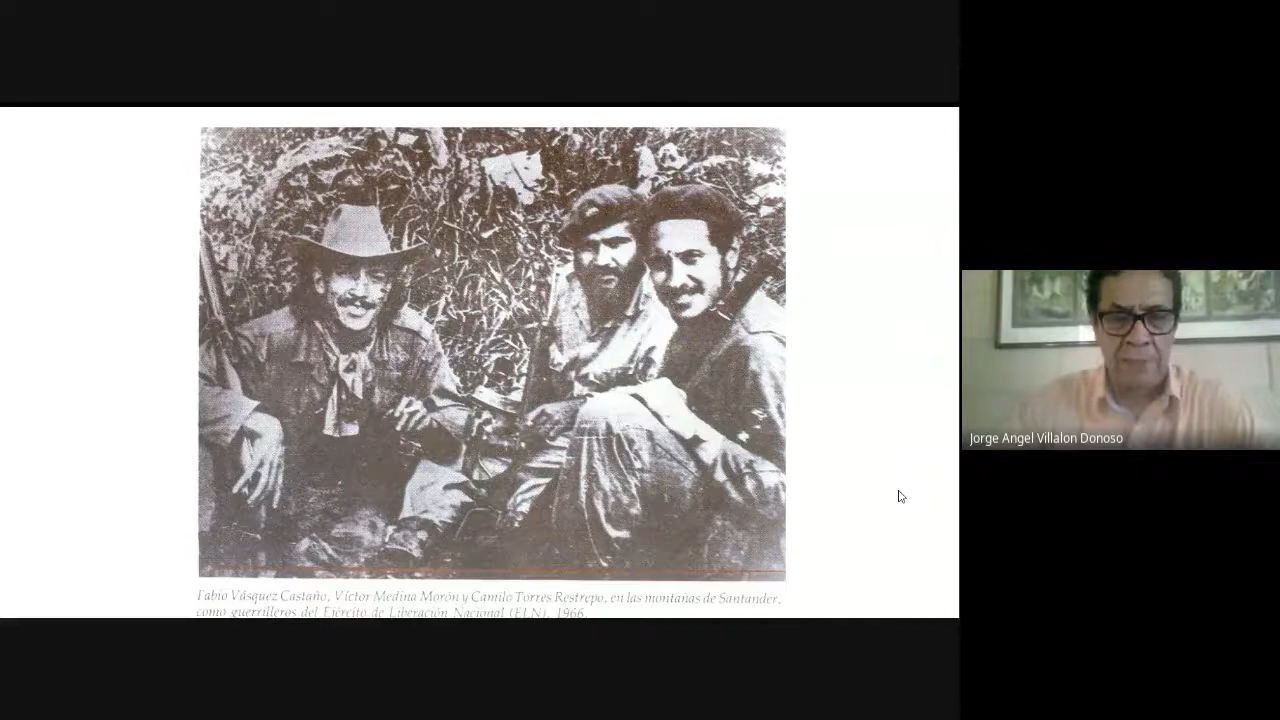 Fabio Vásquez Castaño, Víctor Medina Morón y Camilo Torres Restrepo, en las montañas de Santander,
como guerrilleros del Ejército de Liberación Nacional (ELN), 1966.
Jorge Angel Villalon Donoso